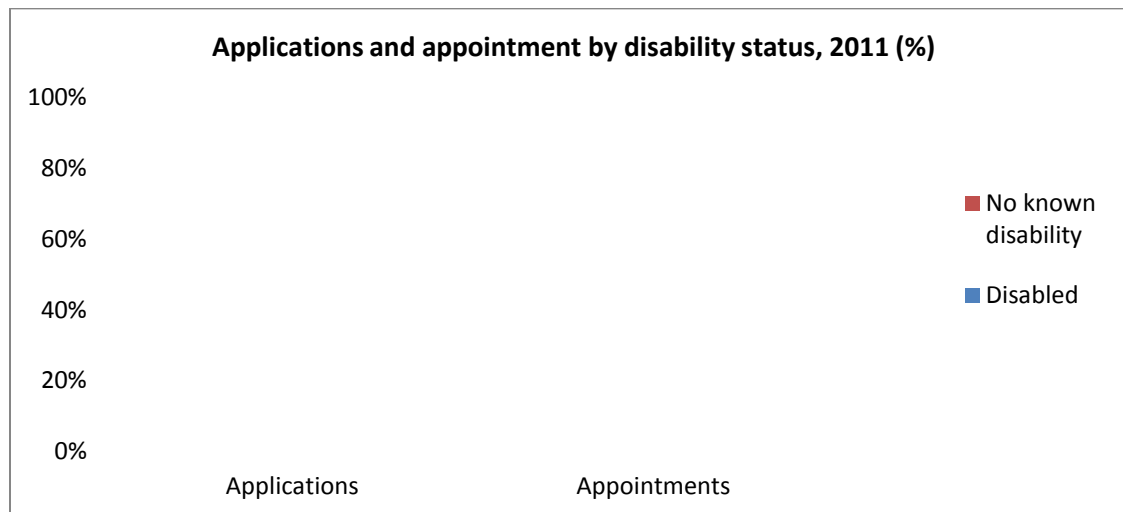 Applications and appointment by disability status, 2011 (%)
100%
80%
60%
40%
20%
0%
Applications
Appointments
No known
disability
Disabled